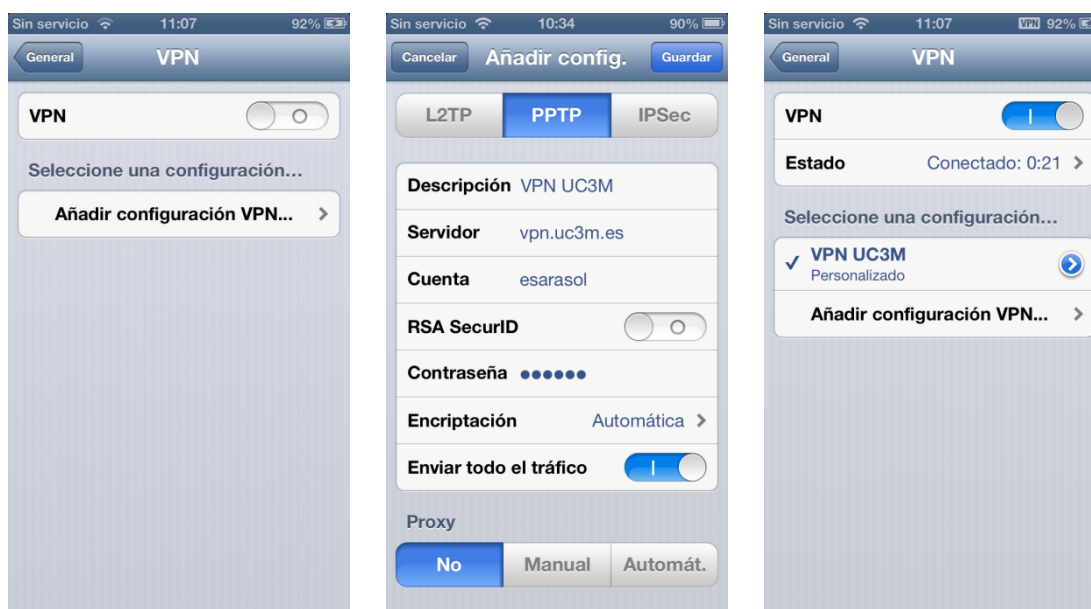 Sin servicio 11:07 92%
General VPN
VPN
Seleccione una configuración...
Añadir configuración VPN...
Sin servicio 10:34 90%
Cancelar Añadir config. Guardar
L2TP PPTP IPSec
Descripción VPN UC3M
Servidor vpn.uc3m.es
Cuenta esarasol
RSA SecurID
Contraseña ●●●●●●
Encriptación Automática
Enviar todo el tráfico
Proxy
No Manual Automát.
Sin servicio 11:07 VPN 92%
General VPN
VPN
Estado Conectado: 0:21
Seleccione una configuración...
VPN UC3M
Personalizado
Añadir configuración VPN...